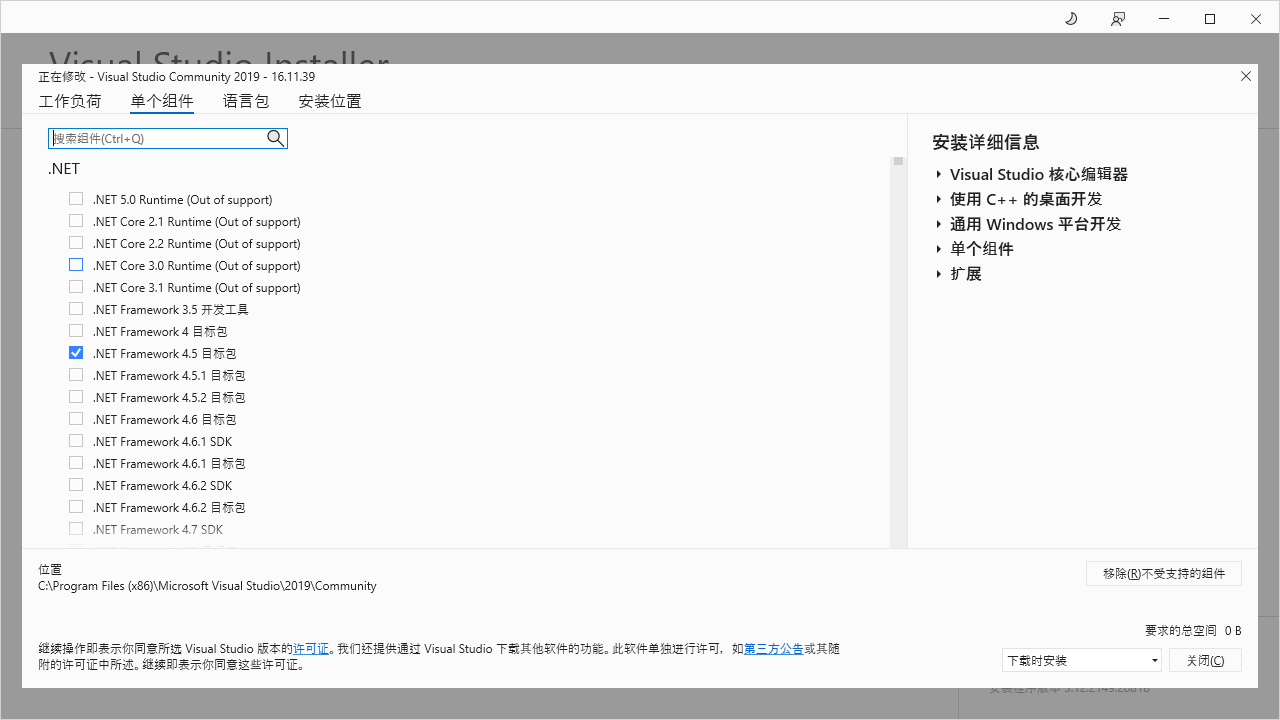 Visual Studio Installer
正在修改 - Visual Studio Community 2019 - 16.11.39
工作负荷 单个组件 语言包 安装位置
搜索组件(Ctrl+Q)
.NET
.NET 5.0 Runtime (Out of support)
.NET Core 2.1 Runtime (Out of support)
.NET Core 2.2 Runtime (Out of support)
.NET Core 3.0 Runtime (Out of support)
.NET Core 3.1 Runtime (Out of support)
.NET Framework 3.5 开发工具
.NET Framework 4 目标包
.NET Framework 4.5 目标包
.NET Framework 4.5.1 目标包
.NET Framework 4.5.2 目标包
.NET Framework 4.6 目标包
.NET Framework 4.6.1 SDK
.NET Framework 4.6.1 目标包
.NET Framework 4.6.2 SDK
.NET Framework 4.6.2 目标包
.NET Framework 4.7 SDK
安装详细信息
Visual Studio 核心编辑器
使用 C++ 的桌面开发
通用 Windows 平台开发
单个组件
扩展
位置
C:\Program Files (x86)\Microsoft Visual Studio\2019\Community
移除(R)不受支持的组件
要求的总空间 0 B
继续操作即表示你同意所选 Visual Studio 版本的许可证。我们还提供通过 Visual Studio 下载其他软件的功能。此软件单独进行许可，如第三方公告或其随
附的许可证中所述。继续即表示你同意这些许可证。
下载时安装
关闭(C)